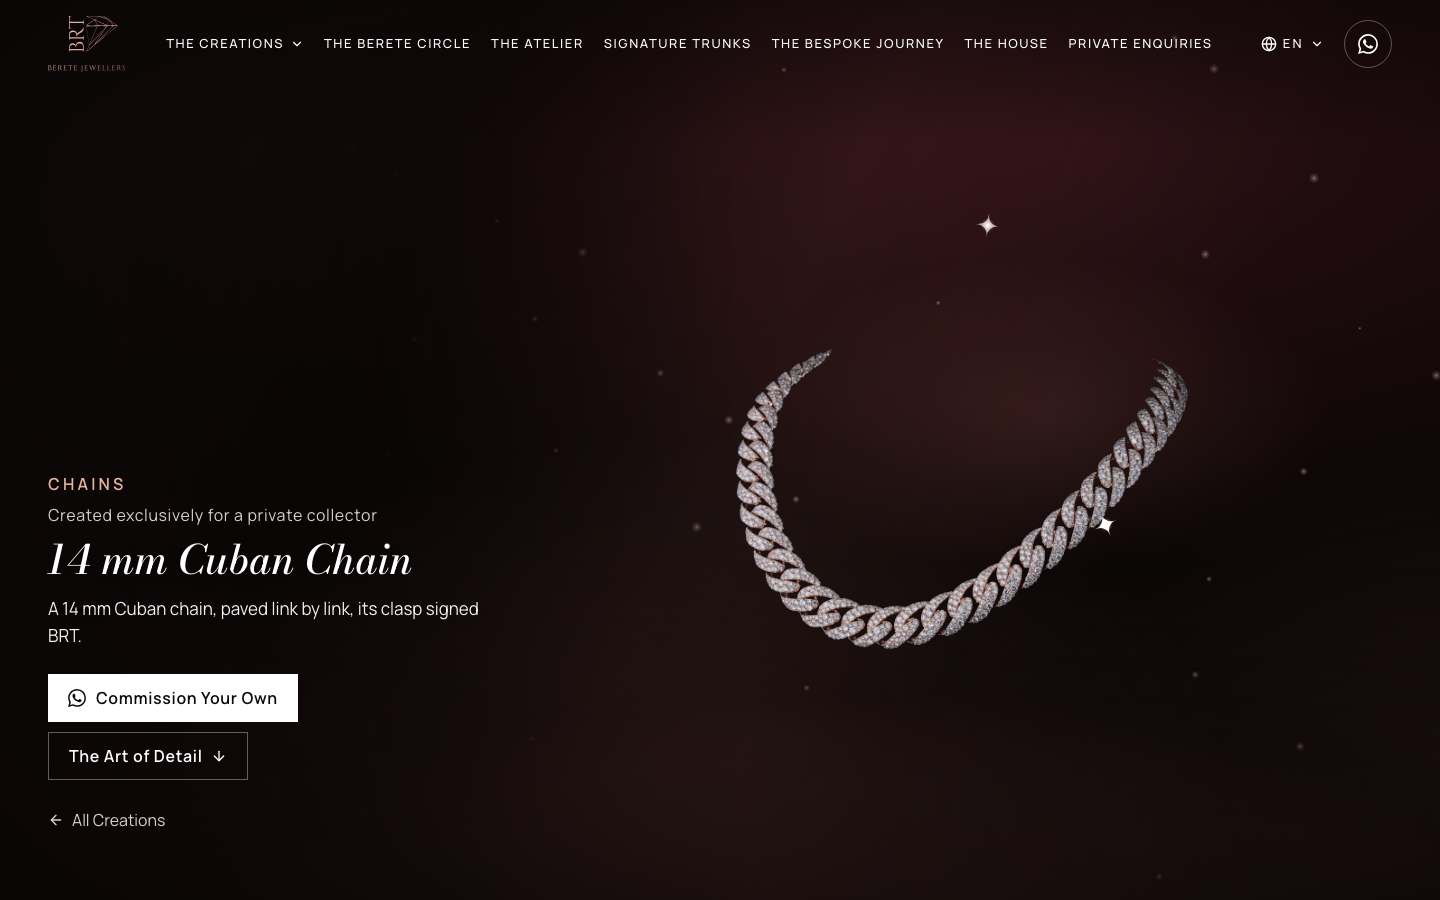 BRT
BERETE JEWELLERS
THE CREATIONS
THE BERETE CIRCLE
THE ATELIER
SIGNATURE TRUNKS
THE BESPOKE JOURNEY
THE HOUSE
PRIVATE ENQUIRIES
EN
CHAINS
Created exclusively for a private collector
14 mm Cuban Chain
A 14 mm Cuban chain, paved link by link, its clasp signed
BRT.
Commission Your Own
The Art of Detail
All Creations